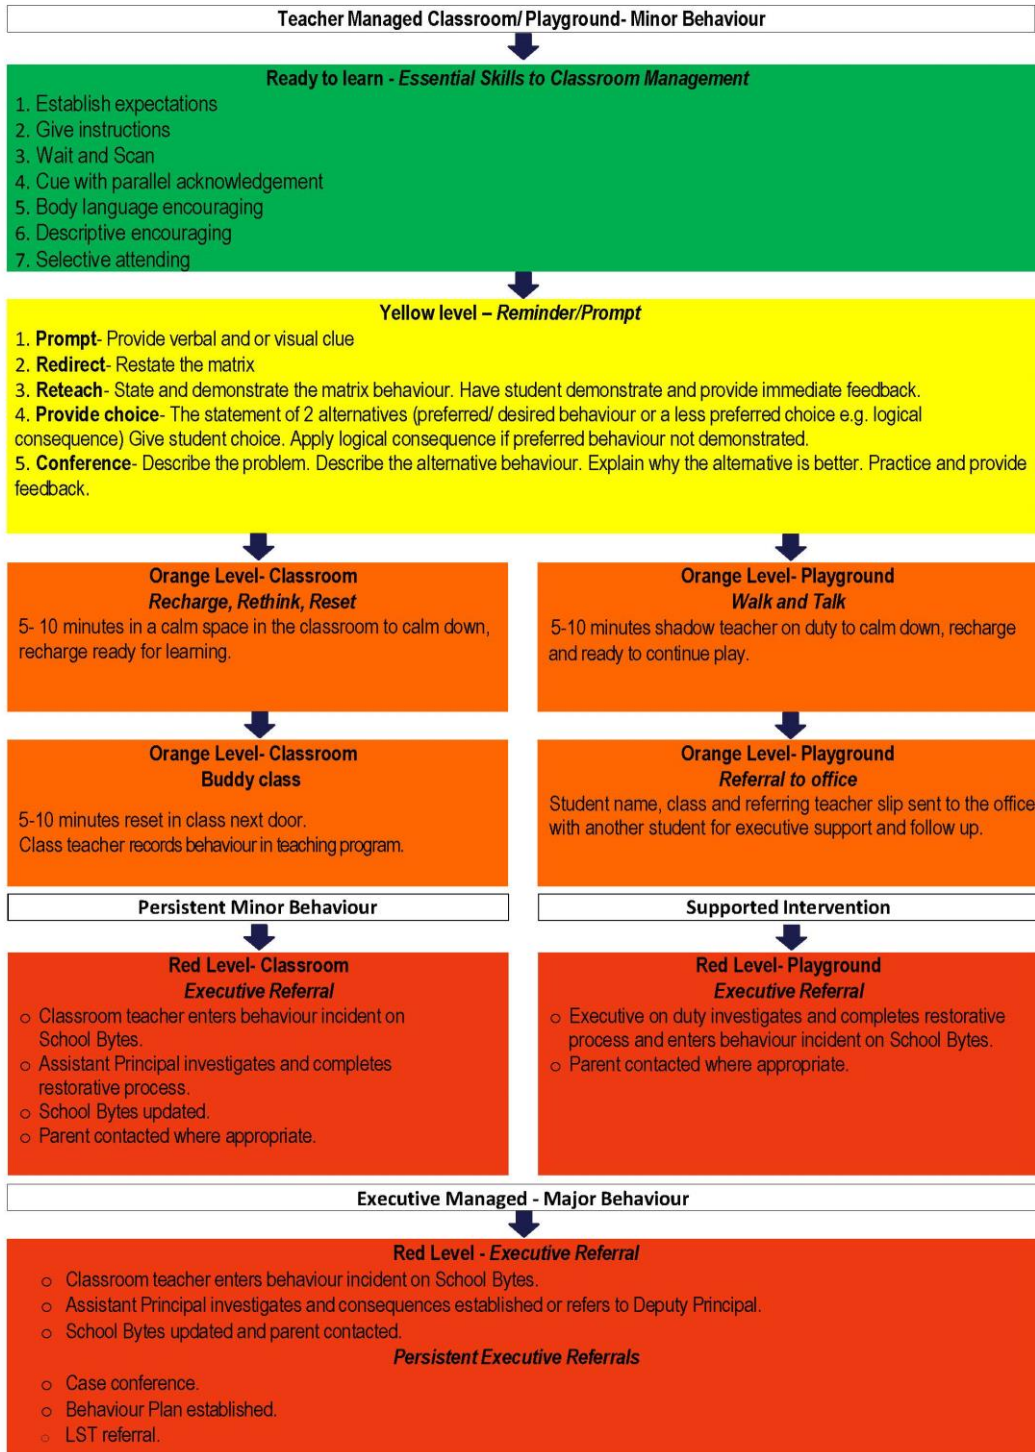 Teacher Managed Classroom/ Playground- Minor Behaviour
Ready to learn - Essential Skills to Classroom Management
1. Establish expectations
2. Give instructions
3. Wait and Scan
4. Cue with parallel acknowledgement
5. Body language encouraging
6. Descriptive encouraging
7. Selective attending
Yellow level – Reminder/Prompt
1. Prompt- Provide verbal and or visual clue
2. Redirect- Restate the matrix
3. Reteach- State and demonstrate the matrix behaviour. Have student demonstrate and provide immediate feedback.
4. Provide choice- The statement of 2 alternatives (preferred/ desired behaviour or a less preferred choice e.g. logical
consequence) Give student choice. Apply logical consequence if preferred behaviour not demonstrated.
5. Conference- Describe the problem. Describe the alternative behaviour. Explain why the alternative is better. Practice and provide
feedback.
Orange Level- Classroom
Recharge, Rethink, Reset
5- 10 minutes in a calm space in the classroom to calm down,
recharge ready for learning.
Orange Level- Playground
Walk and Talk
5-10 minutes shadow teacher on duty to calm down, recharge
and ready to continue play.
Orange Level- Classroom
Buddy class
5-10 minutes reset in class next door.
Class teacher records behaviour in teaching program.
Orange Level- Playground
Referral to office
Student name, class and referring teacher slip sent to the office
with another student for executive support and follow up.
Persistent Minor Behaviour
Supported Intervention
Red Level- Classroom
Executive Referral
o Classroom teacher enters behaviour incident on
School Bytes.
o Assistant Principal investigates and completes
restorative process.
o School Bytes updated.
o Parent contacted where appropriate.
Red Level- Playground
Executive Referral
o Executive on duty investigates and completes restorative
process and enters behaviour incident on School Bytes.
o Parent contacted where appropriate.
Executive Managed - Major Behaviour
Red Level - Executive Referral
o Classroom teacher enters behaviour incident on School Bytes.
o Assistant Principal investigates and consequences established or refers to Deputy Principal.
o School Bytes updated and parent contacted.
Persistent Executive Referrals
o Case conference.
o Behaviour Plan established.
o LST referral.